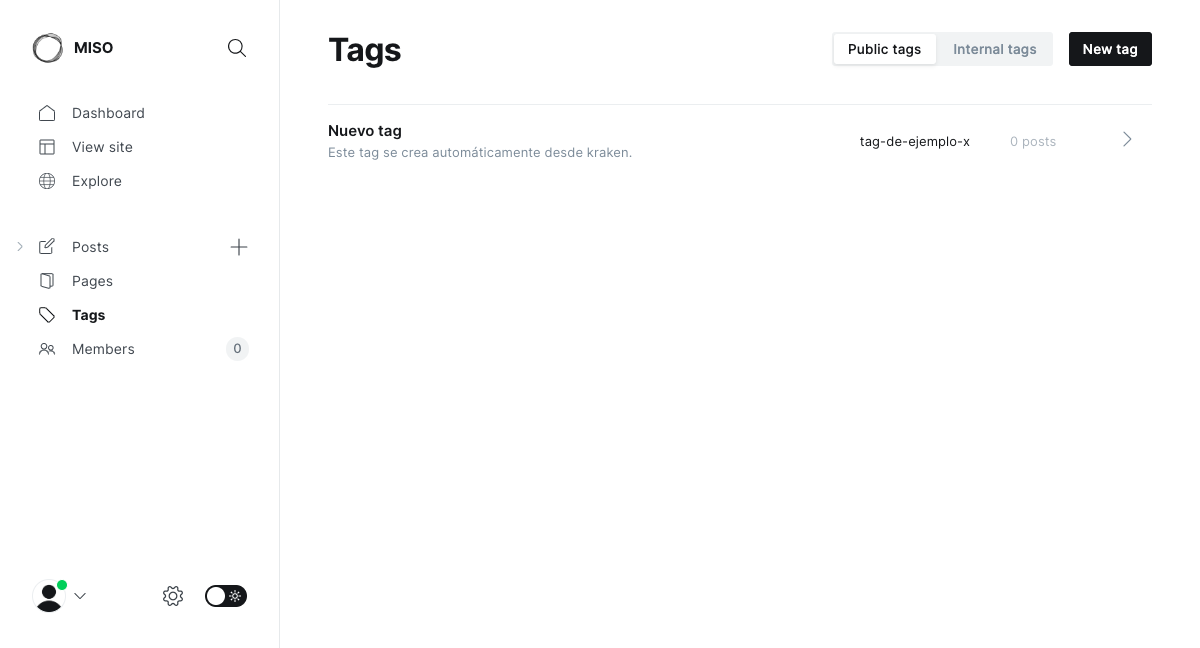 MISO
Dashboard
View site
Explore
Posts
Pages
Tags
Members
0
Tags
Public tags
Internal tags
New tag
Nuevo tag
Este tag se crea automáticamente desde kraken.
tag-de-ejemplo-x
0 posts